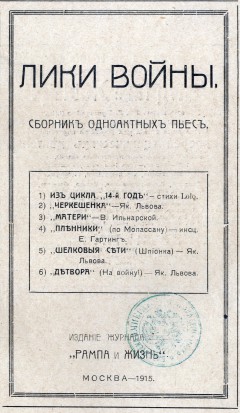 ЛИКИ ВОЙНЫ.
СБОРНИКЪ ОДНОАКТНЫХЪ ПЬЕСЪ.
1) ИЗЪ ЦИКЛА „14-й ГОДЪ“ — стихи Lolo.
2) „ЧЕРКЕШЕНКА“ — Як. Львова.
3) „МАТЕРИ“ — В. Ильнарской.
4) „ПЛѢННИКИ“ (по Мопассану) — инсц.
Е. Гартингъ.
5) „ШЕЛКОВЫЯ СѢТИ“ (Шпіонка) — Як.
Львова.
6) „ДѢТВОРА“ (На войну!) — Як. Львова.
ИЗДАНІЕ ЖУРНАЛА
„РАМПА и ЖИЗНЬ“
МОСКВА—1915.